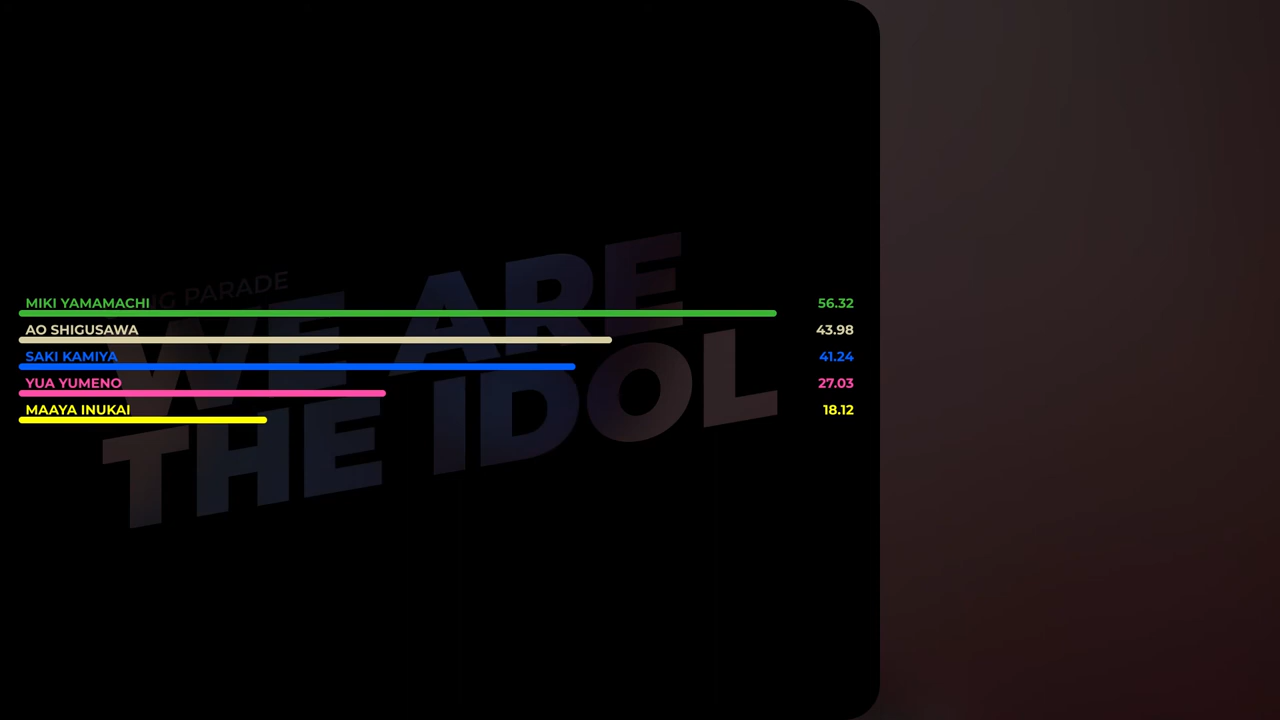 MIKI YAMAMACHI 56.32
AO SHIGUSAWA 43.98
SAKI KAMIYA 41.24
YUA YUMENO 27.03
MAAYA INUKAI 18.12
PARADE
WE ARE
THE IDOL